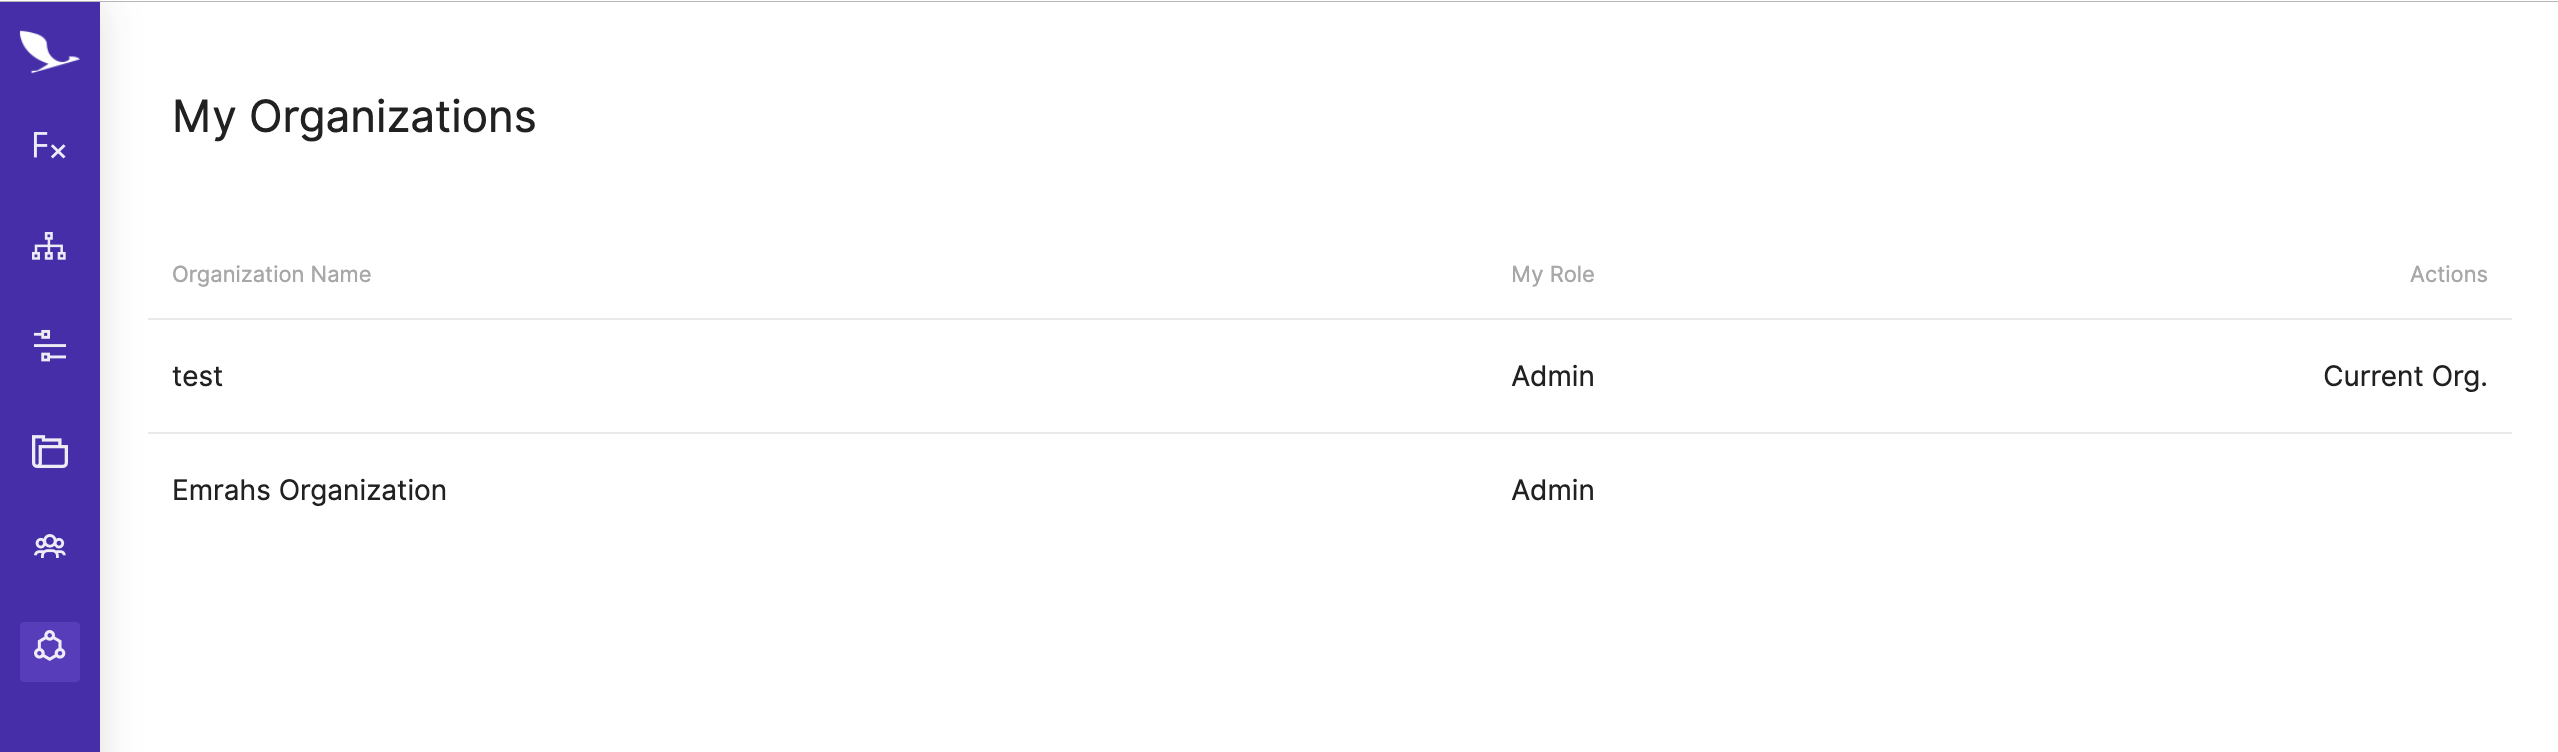 Fx
My Organizations
Organization Name My Role Actions
test Admin Current Org.
Emrahs Organization Admin